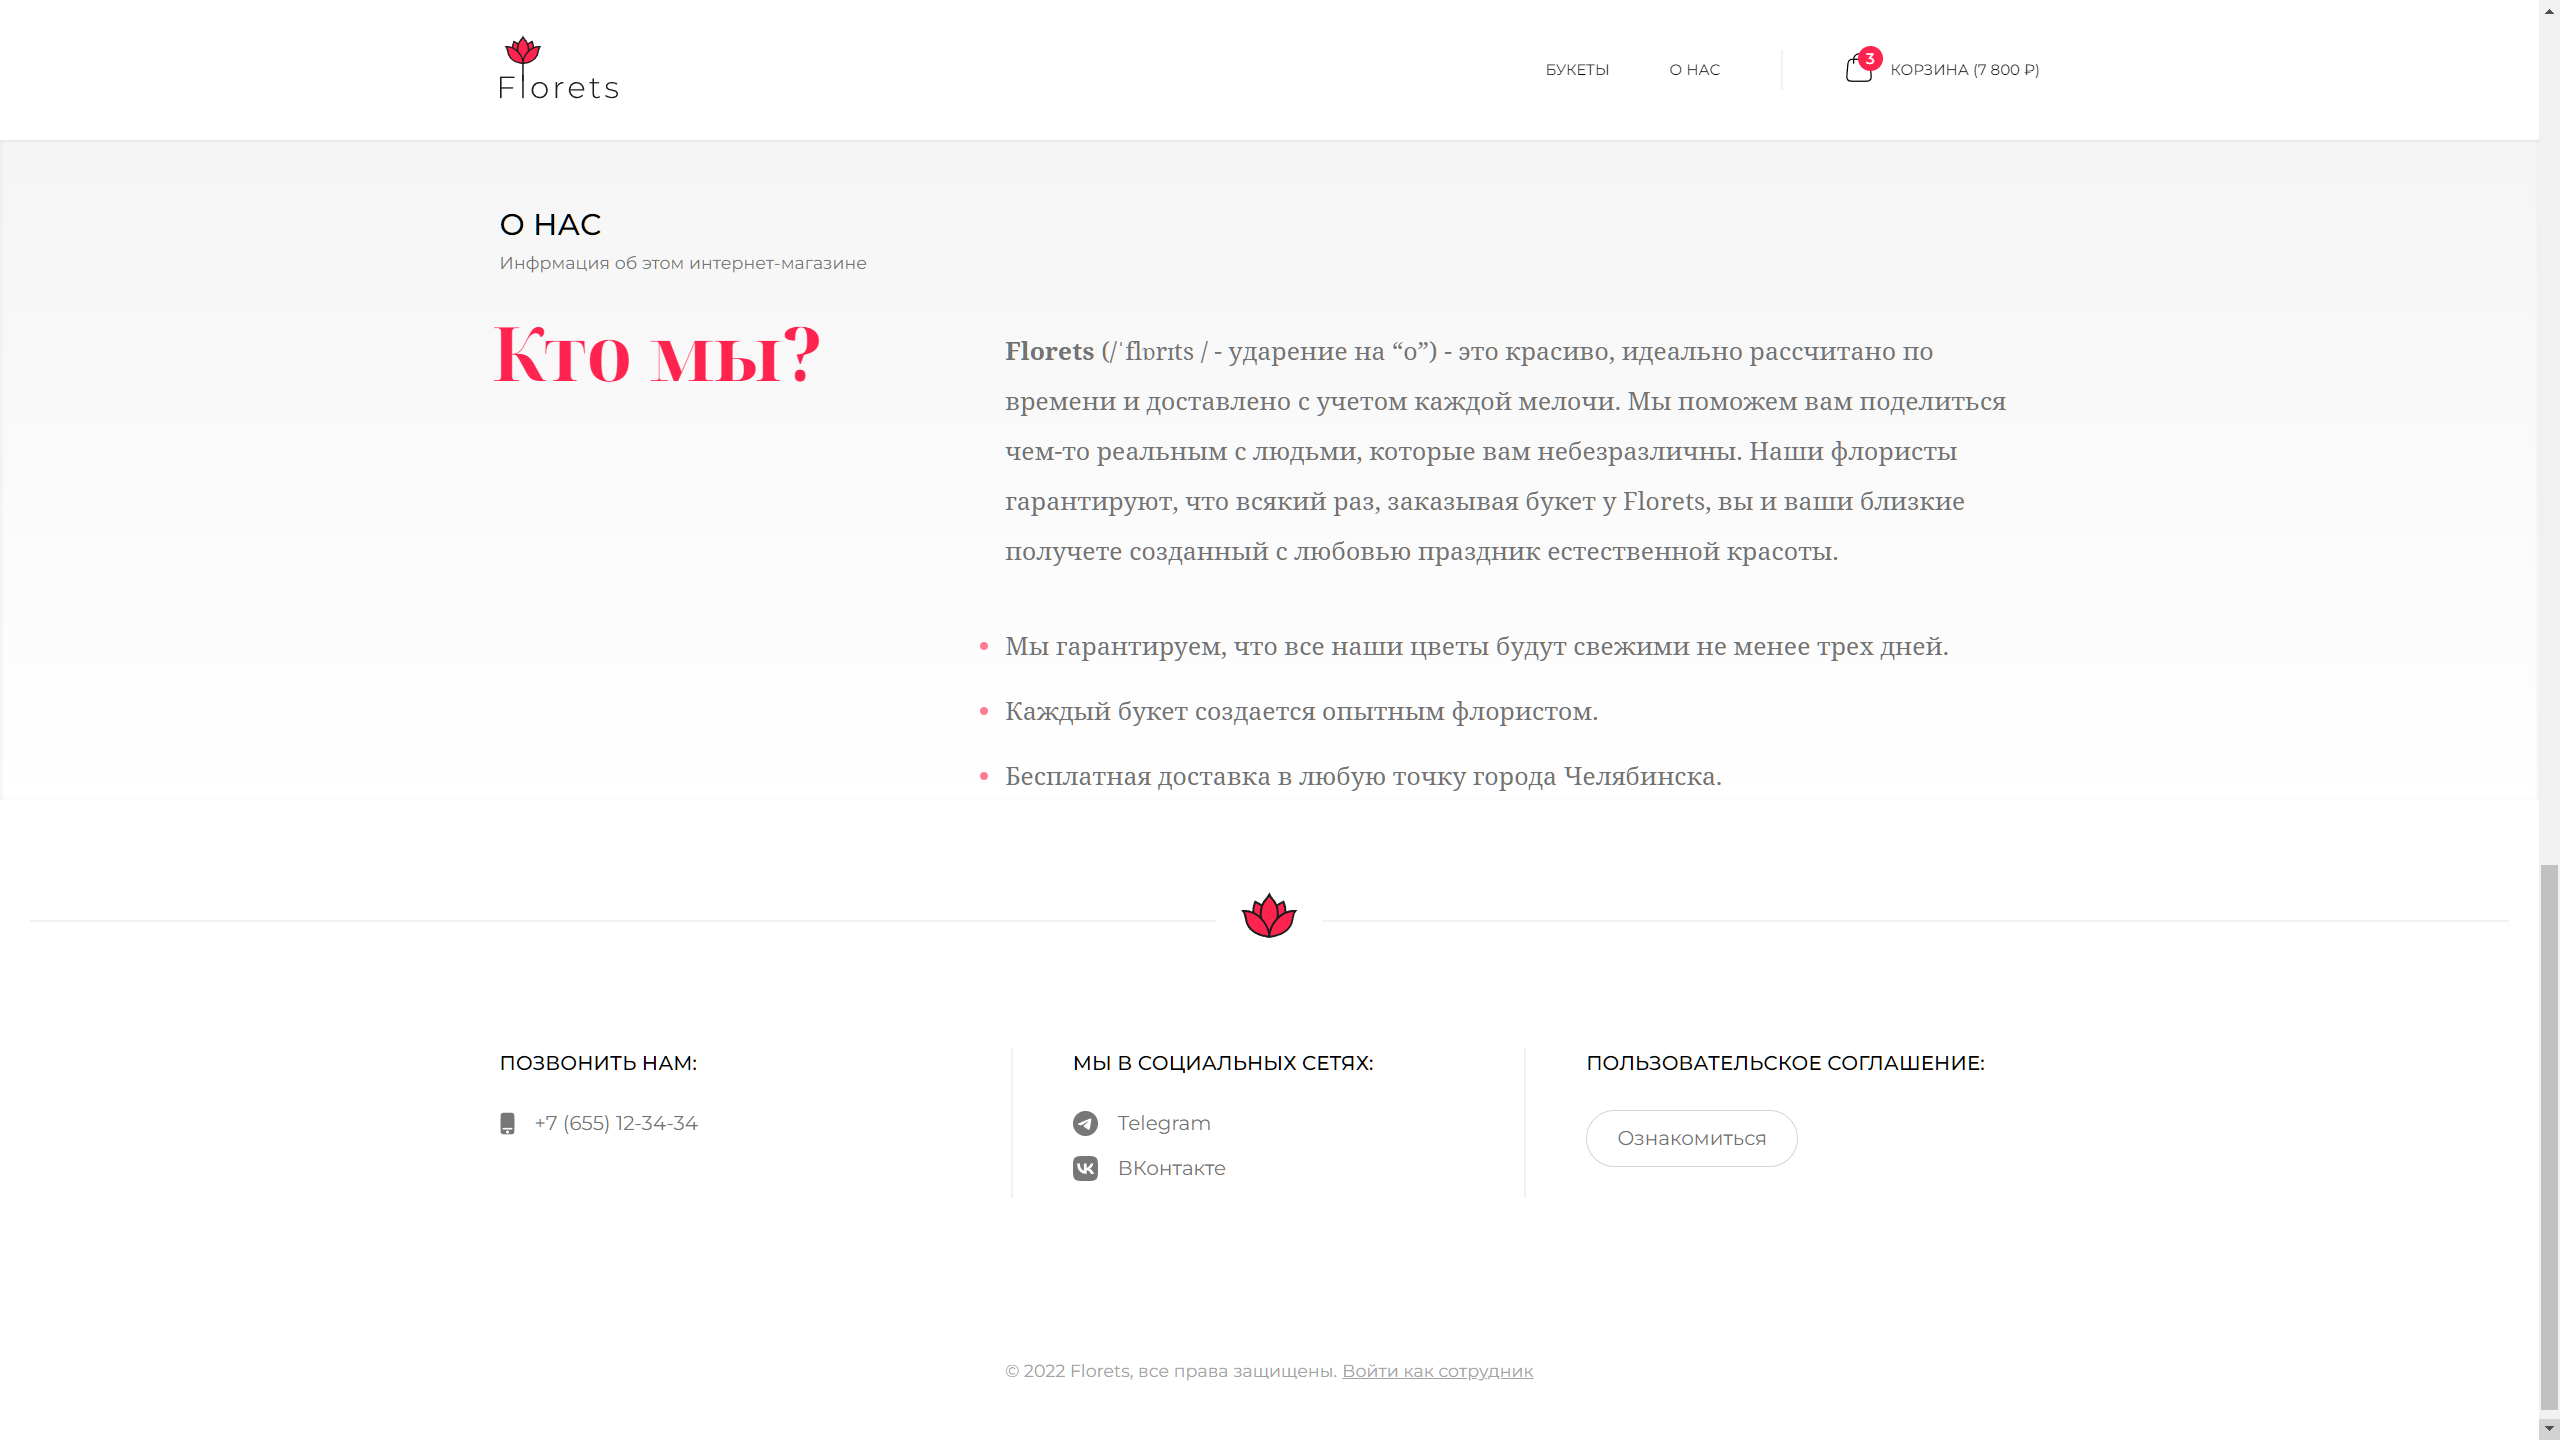 Florets
БУКЕТЫ
О НАС
3
КОРЗИНА (7 800 ₽)
О НАС
Инфрмация об этом интернет-магазине
Кто мы?
Florets (/ˈflɒrɪts / - ударение на “о”) - это красиво, идеально рассчитано по
времени и доставлено с учетом каждой мелочи. Мы поможем вам поделиться
чем-то реальным с людьми, которые вам небезразличны. Наши флористы
гарантируют, что всякий раз, заказывая букет у Florets, вы и ваши близкие
получете созданный с любовью праздник естественной красоты.
Мы гарантируем, что все наши цветы будут свежими не менее трех дней.
Каждый букет создается опытным флористом.
Бесплатная доставка в любую точку города Челябинска.
ПОЗВОНИТЬ НАМ:
+7 (655) 12-34-34
МЫ В СОЦИАЛЬНЫХ СЕТЯХ:
Telegram
ВКонтакте
ПОЛЬЗОВАТЕЛЬСКОЕ СОГЛАШЕНИЕ:
Ознакомиться
© 2022 Florets, все права защищены. Войти как сотрудник